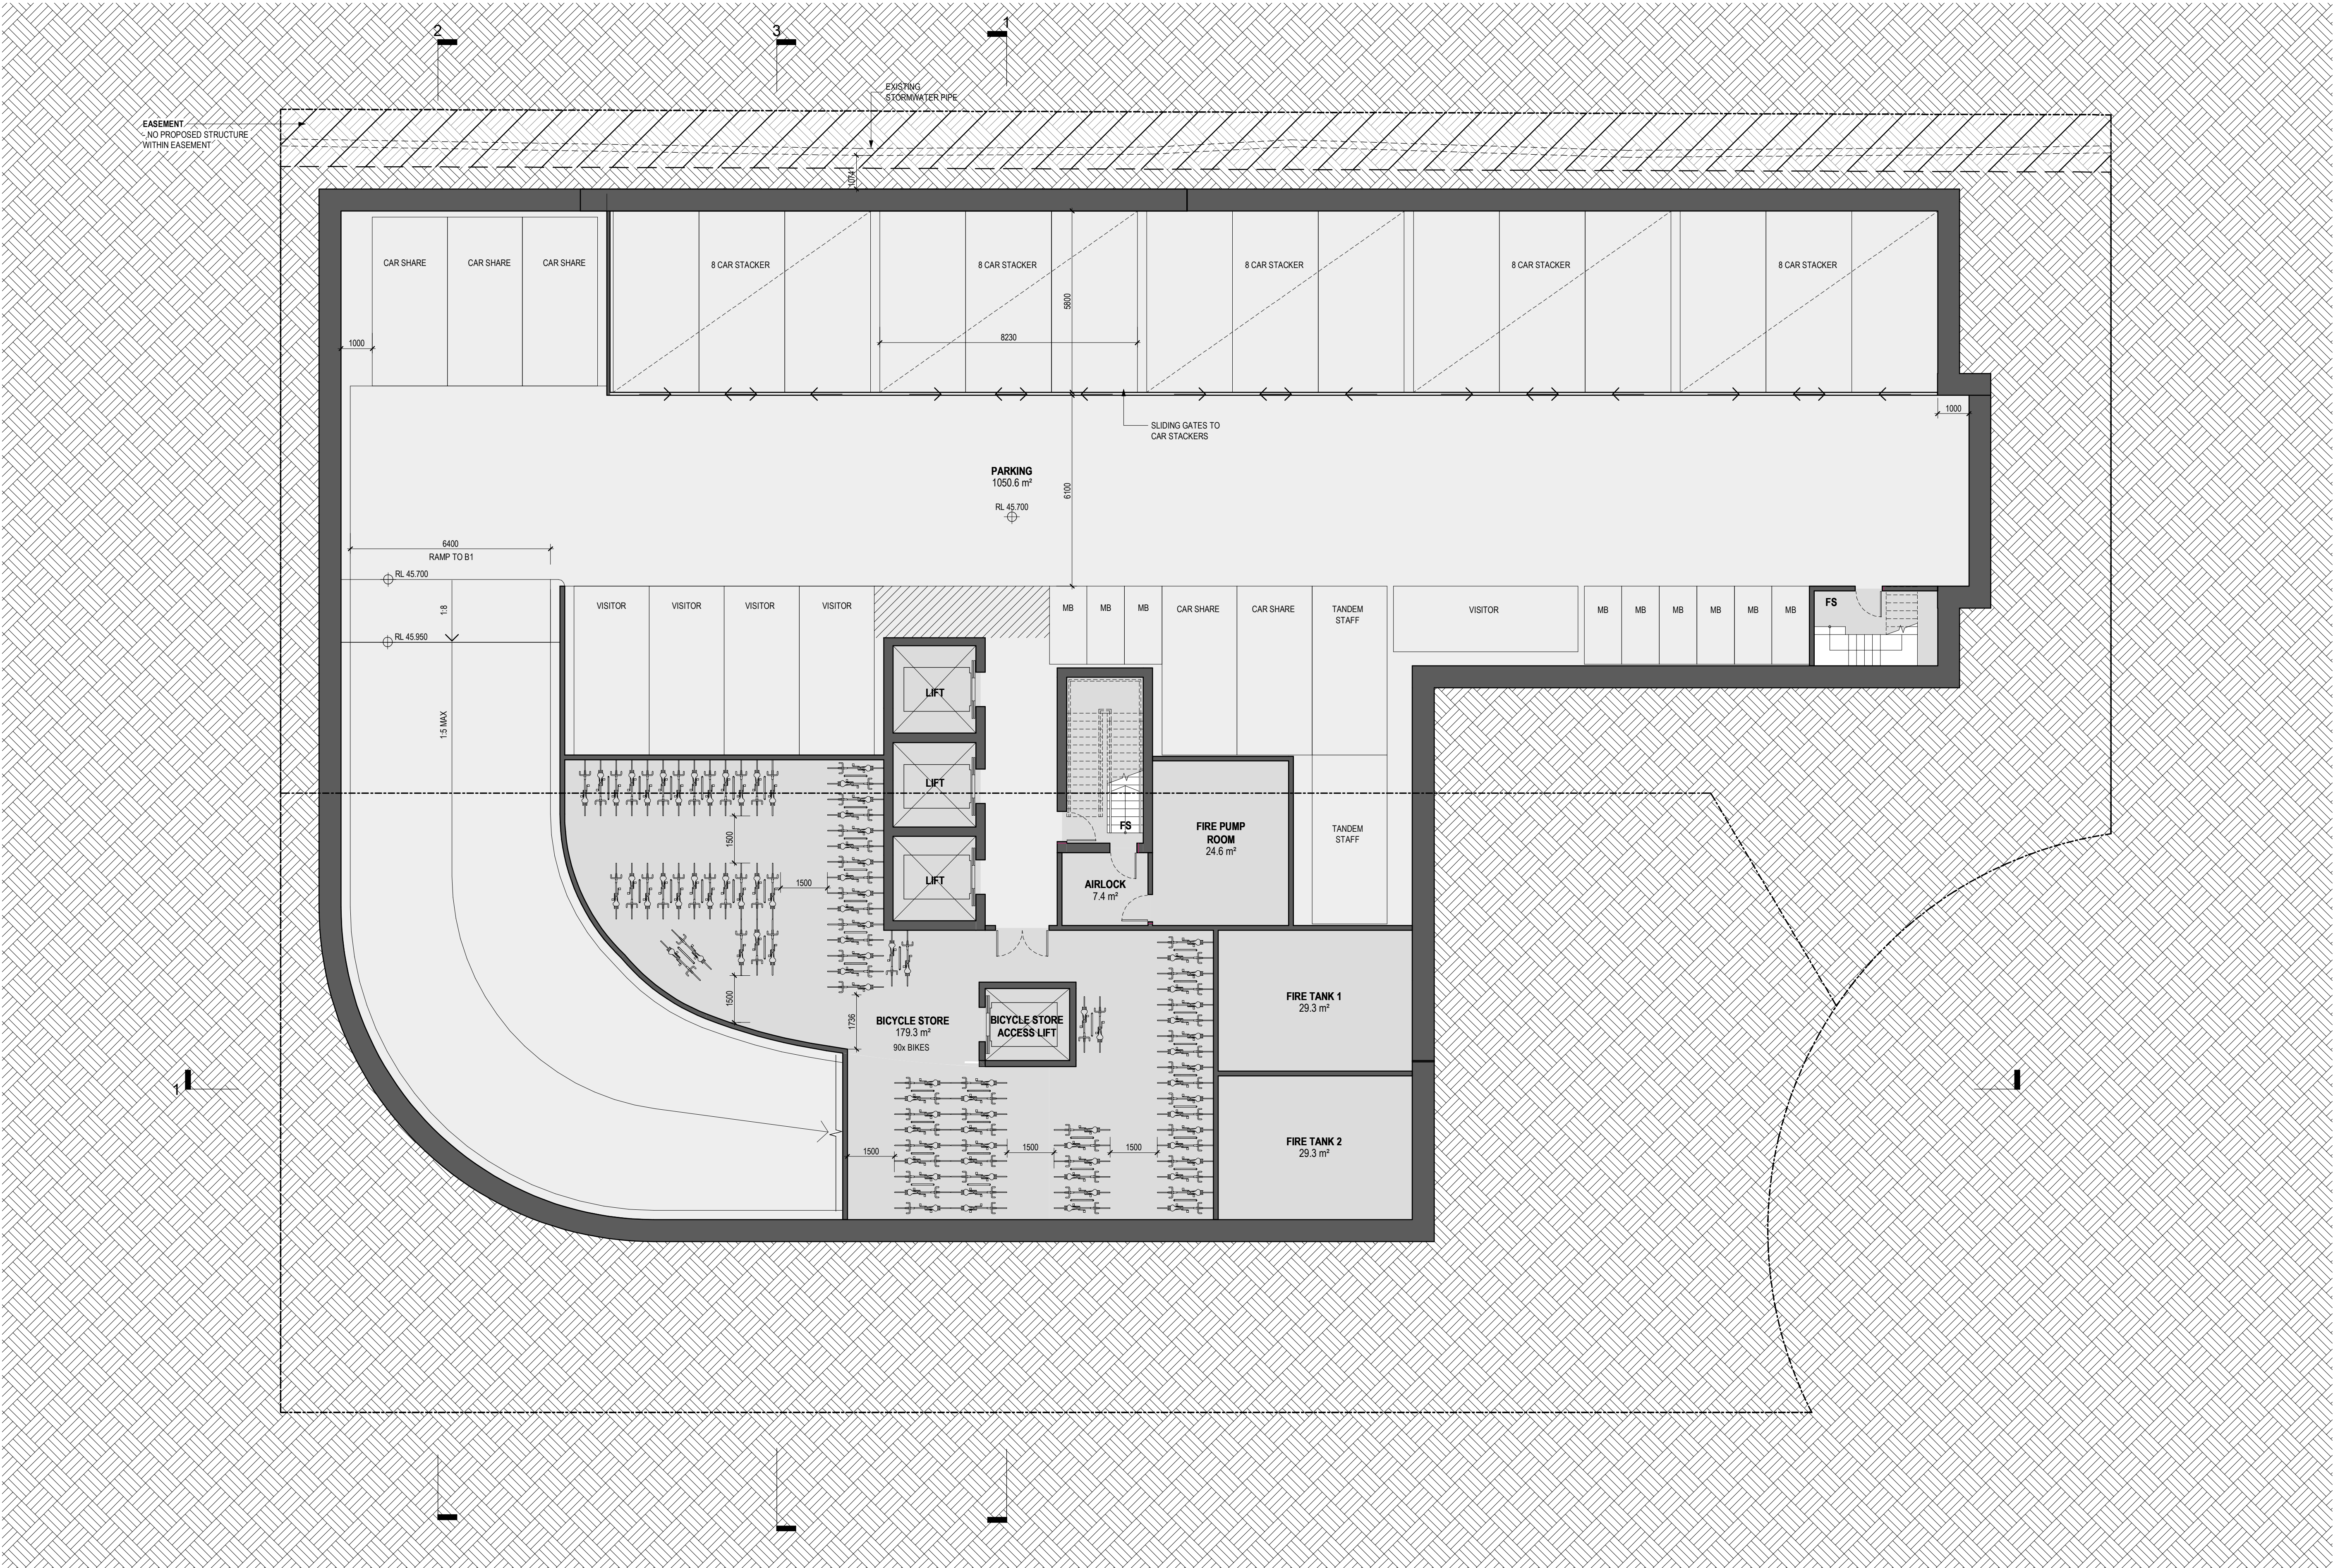 2
3
1
EXISTING
STORMWATER PIPE
EASEMENT
- NO PROPOSED STRUCTURE
WITHIN EASEMENT
1074
CAR SHARE
CAR SHARE
CAR SHARE
8 CAR STACKER
8 CAR STACKER
8 CAR STACKER
8 CAR STACKER
8 CAR STACKER
5800
8230
1000
1000
SLIDING GATES TO
CAR STACKERS
PARKING
1050.6 m²
6100
RL 45.700
6400
RAMP TO B1
RL 45.700
1:8
RL 45.950
1:5 MAX
VISITOR
VISITOR
VISITOR
VISITOR
MB
MB
MB
CAR SHARE
CAR SHARE
TANDEM
STAFF
VISITOR
MB
MB
MB
MB
MB
MB
FS
LIFT
LIFT
LIFT
FS
FIRE PUMP
ROOM
24.6 m²
TANDEM
STAFF
AIRLOCK
7.4 m²
1500
1500
1500
1736
BICYCLE STORE
179.3 m²
90x BIKES
BICYCLE STORE
ACCESS LIFT
FIRE TANK 1
29.3 m²
1
1500
1500
1500
FIRE TANK 2
29.3 m²